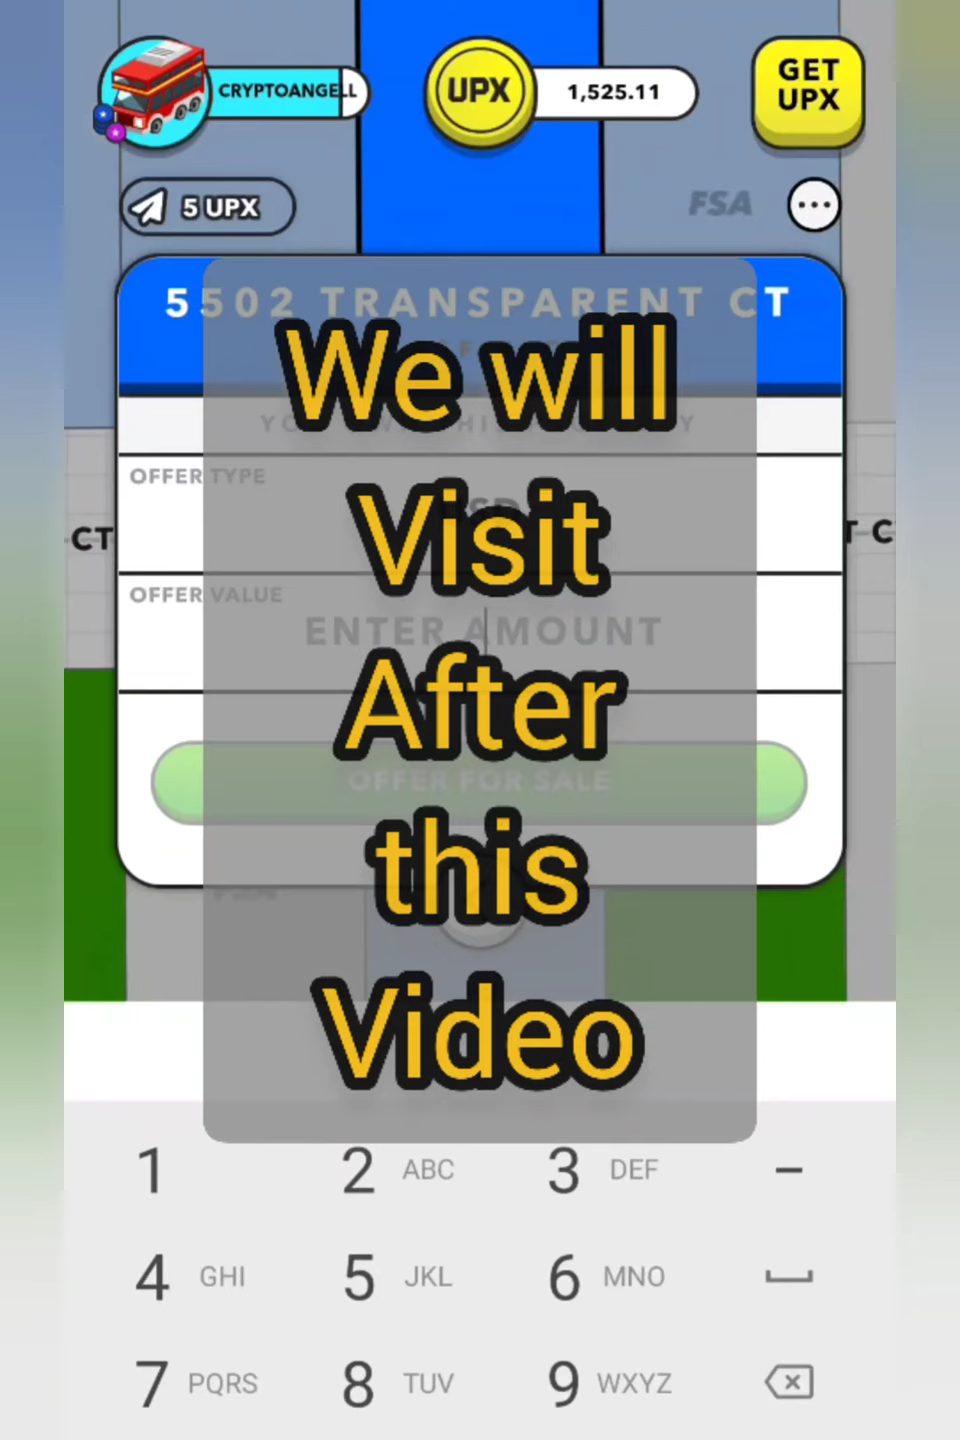 CRYPTOANGELL
UPX
1,525.11
GET
UPX
5 UPX
FSA
5502 TRANSPARENT CT
We will
OFFER TYPE
Visit
CT
T C
OFFER VALUE
ENTER AMOUNT
After
OFFER FOR SALE
this
FSA
Video
1
2 ABC
3 DEF
4 GHI
5 JKL
6 MNO
7 PQRS
8 TUV
9 WXYZ